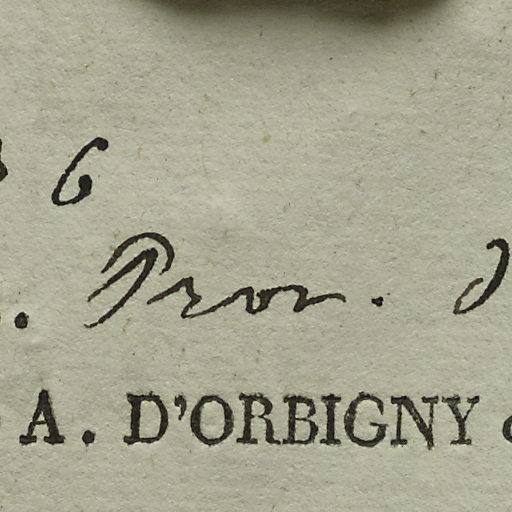 6
Prov. d
A. D'ORBIGNY